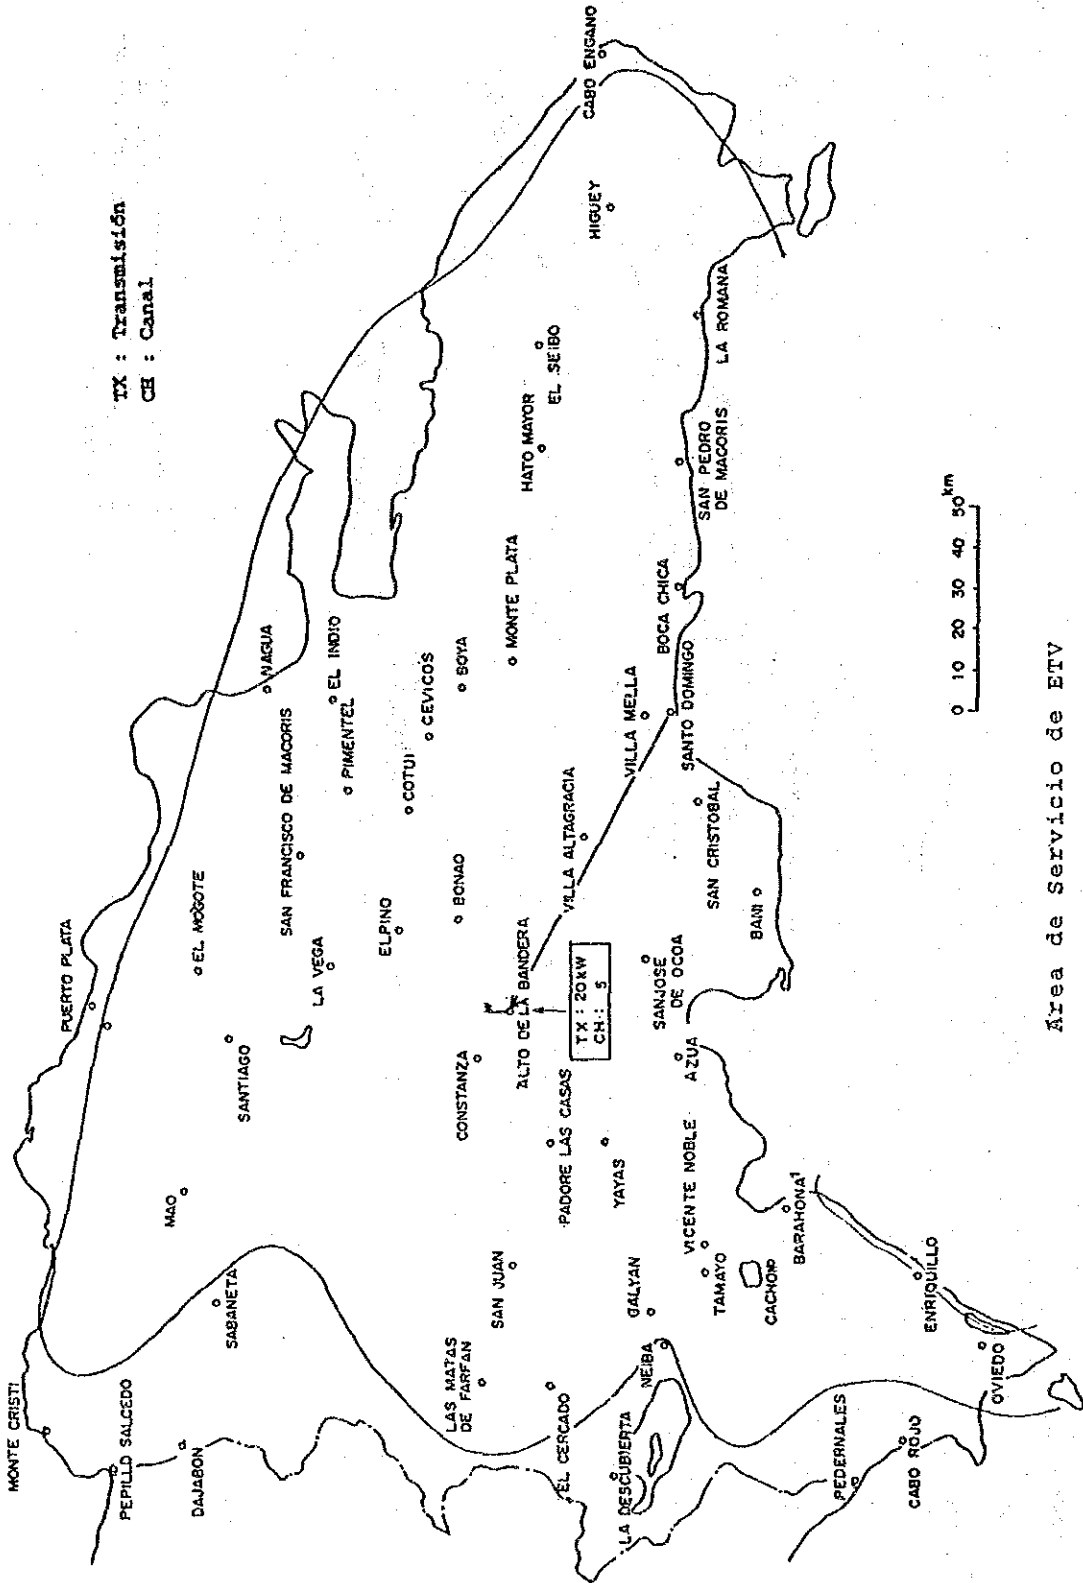 TX : Transmisión
CH : Canal
MONTE CRISTI
PEPILLO SALCEDO
DAJABON
SABANETA
MAO
PUERTO PLATA
SANTIAGO
EL MOGOTE
LA VEGA
SAN FRANCISCO DE MACORIS
NAGUA
EL INDIO
PIMENTEL
COTUI
CEVICOS
BOYA
ELPINO
BONAO
MONTE PLATA
HATO MAYOR
EL SEIBO
HIGUEY
CABO ENGANO
CONSTANZA
ALTO DE LA BANDERA
TX : 20KW
CH : 5
VILLA ALTAGRACIA
VILLA MELLA
SANTO DOMINGO
BOCA CHICA
SAN PEDRO
DE MACORIS
LA ROMANA
LAS MATAS
DE FARFAN
SAN JUAN
EL CERCADO
PADORE LAS CASAS
YAYAS
GALYAN
NEIBA
LA DESCUBIERTA
VICENTE NOBLE
TAMAYO
CACHON
AZUA
SANJOSE
DE OCOA
SAN CRISTOBAL
BANI
BARAHONA
ENRIQUILLO
OVIEDO
PEDERNALES
CABO ROJO
0 10 20 30 40 50 km
Área de Servicio de ETV